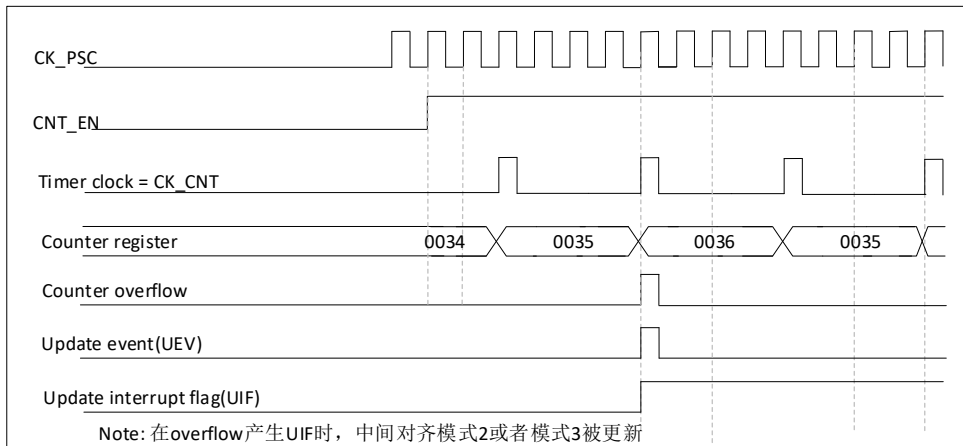 CK_PSC
CNT_EN
Timer clock = CK_CNT
Counter register 0034 0035 0036 0035
Counter overflow
Update event(UEV)
Update interrupt flag(UIF)
Note: 在overflow产生UIF时，中间对齐模式2或者模式3被更新